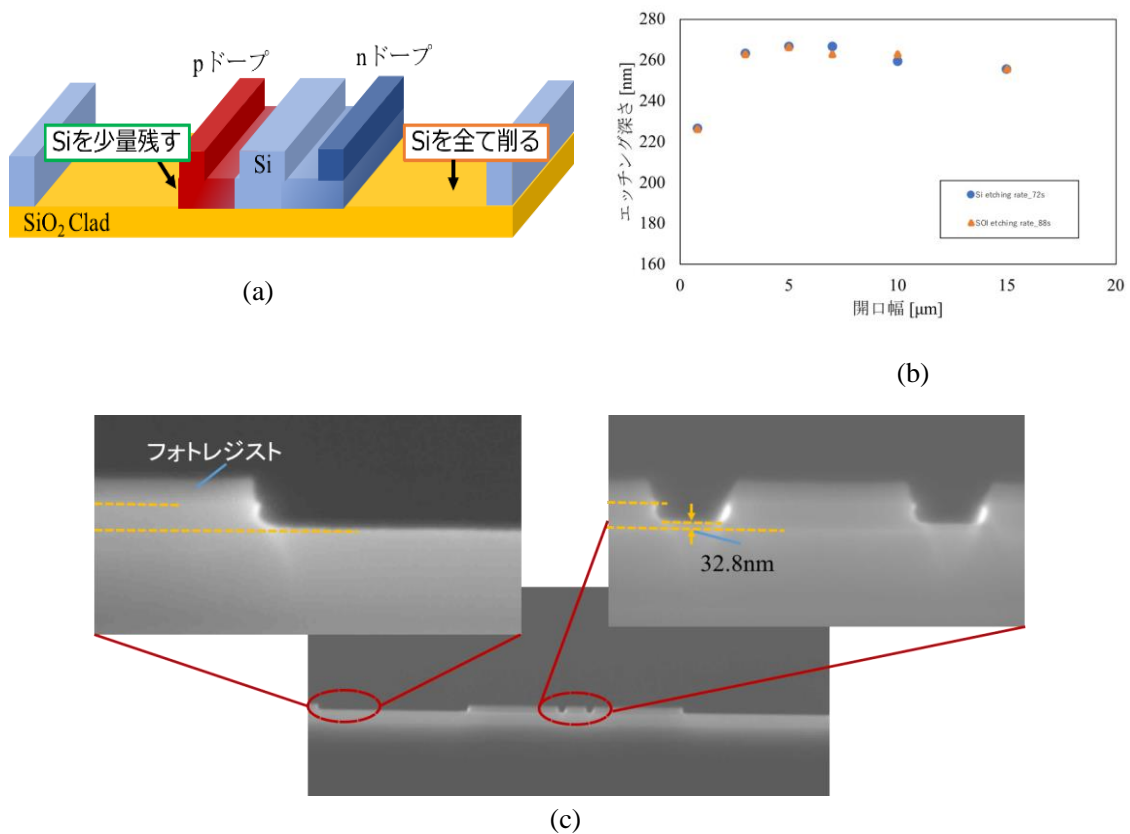 pドープ
nドープ
Siを少量残す
Si
Siを全て削る
SiO2 Clad
(a)
エッチング深さ [nm]
280
260
240
220
200
180
160
0
5
10
15
20
開口幅 [μm]
Si etching rate_72s
SOI etching rate_88s
(b)
フォトレジスト
32.8nm
(c)